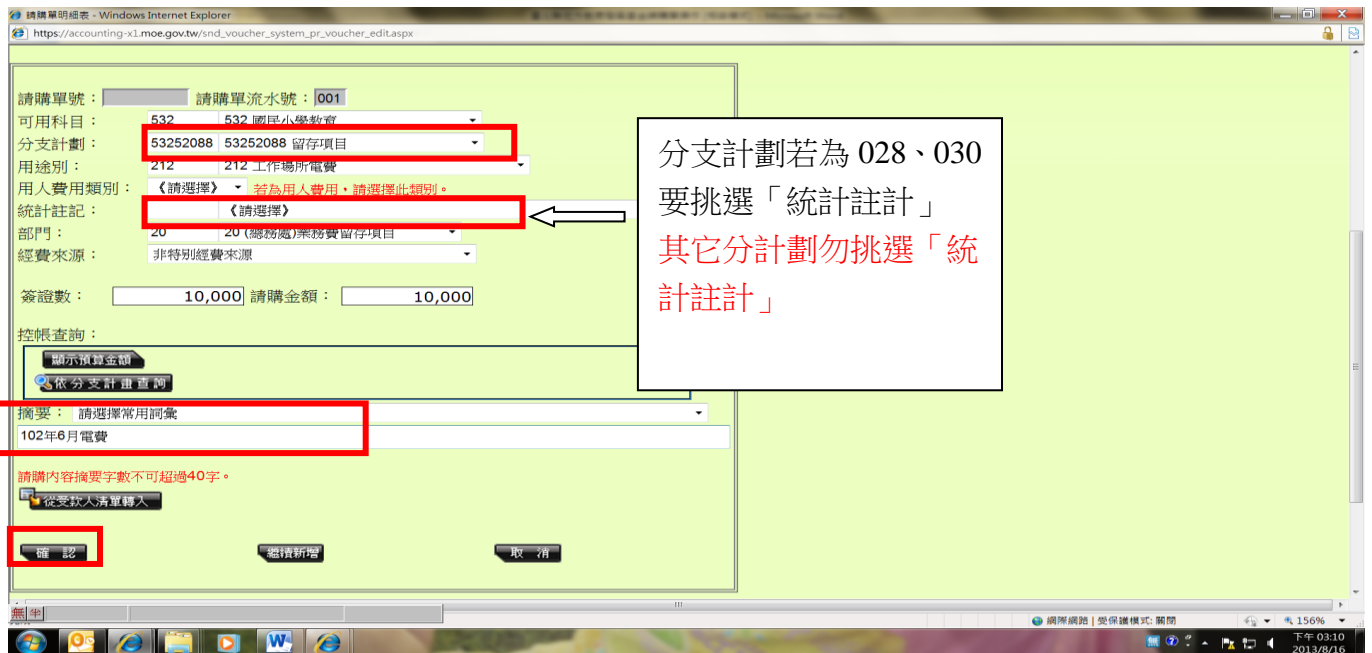 請購單明細表 - Windows Internet Explorer
https://accounting-x1.moe.gov.tw/snd_voucher_system_pr_voucher_edit.aspx
請購單號： 請購單流水號：001
可用科目： 532 532 國民小學教育
分支計劃： 53252088 53252088 留存項目
用途別： 212 212 工作場所電費
用人費用類別： 《請選擇》 若為用人費用，請選擇此類別。
統計註記： 《請選擇》
部門： 20 20 (總務處)業務費留存項目
經費來源： 非特別經費來源
簽證數： 10,000 請購金額： 10,000
控帳查詢：
顯示預算金額
依分支計畫查詢
摘要： 請選擇常用詞彙
102年6月電費
請購內容摘要字數不可超過40字。
從受款人清單轉入
確 認 繼續新增 取 消
分支計劃若為 028、030
要挑選「統計註計」
其它分計劃勿挑選「統
計註計」
無 半
網際網路 | 受保護模式: 關閉 156%
下午 03:10
2013/8/16